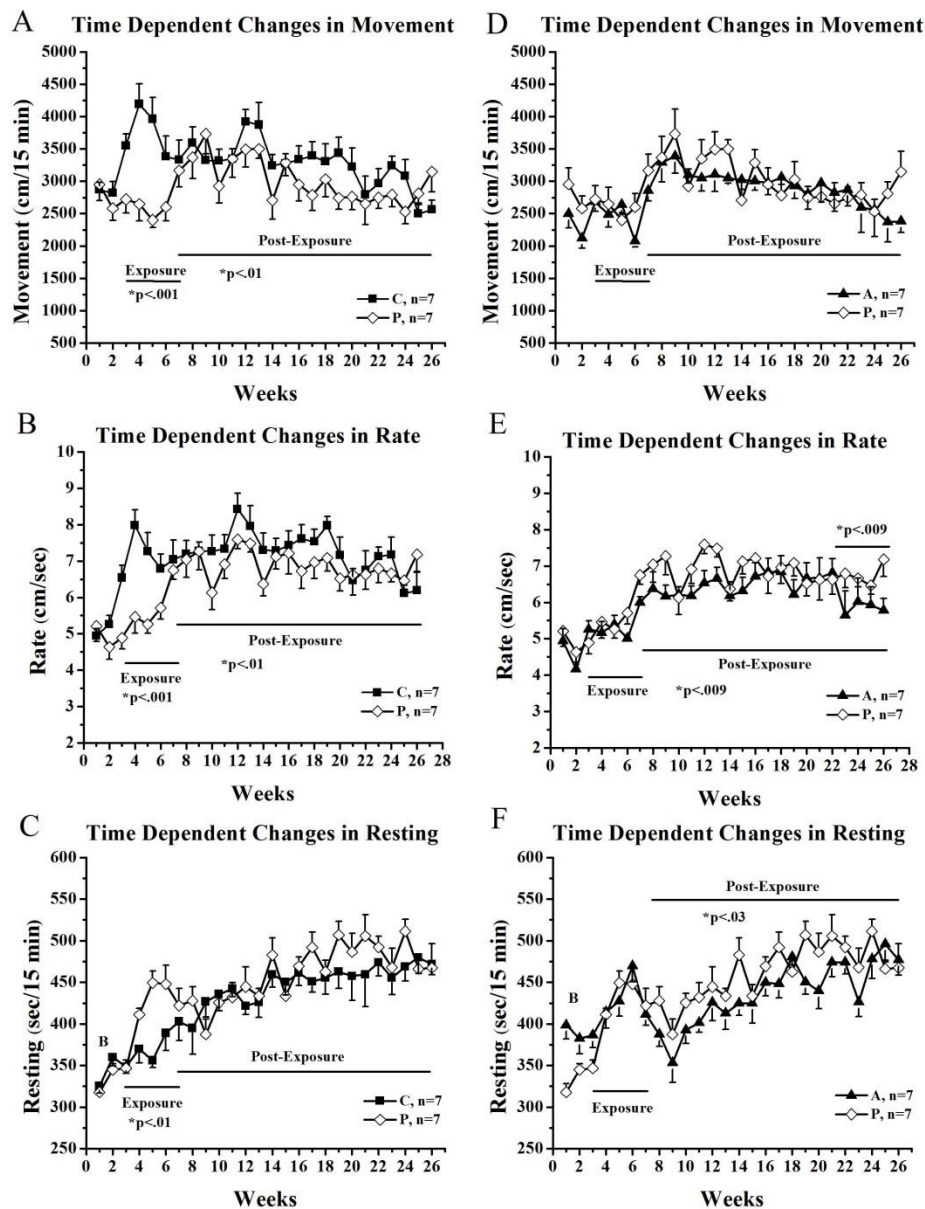 A
Time Dependent Changes in Movement
Movement (cm/15 min)
5000
4500
4000
3500
3000
2500
2000
1500
1000
500
Post-Exposure
Exposure
*p<.001
*p<.01
C, n=7
P, n=7
0 2 4 6 8 10 12 14 16 18 20 22 24 26
Weeks
D
Time Dependent Changes in Movement
Movement (cm/15 min)
5000
4500
4000
3500
3000
2500
2000
1500
1000
500
Post-Exposure
Exposure
A, n=7
P, n=7
0 2 4 6 8 10 12 14 16 18 20 22 24 26
Weeks
B
Time Dependent Changes in Rate
Rate (cm/sec)
10
9
8
7
6
5
4
3
2
Post-Exposure
Exposure
*p<.001
*p<.01
C, n=7
P, n=7
0 2 4 6 8 10 12 14 16 18 20 22 24 26 28
Weeks
E
Time Dependent Changes in Rate
Rate (cm/sec)
10
9
8
7
6
5
4
3
2
*p<.009
Post-Exposure
Exposure
*p<.009
A, n=7
P, n=7
0 2 4 6 8 10 12 14 16 18 20 22 24 26 28
Weeks
C
Time Dependent Changes in Resting
Resting (sec/15 min)
600
550
500
450
400
350
300
250
B
Post-Exposure
Exposure
*p<.01
C, n=7
P, n=7
0 2 4 6 8 10 12 14 16 18 20 22 24 26
Weeks
F
Time Dependent Changes in Resting
Resting (sec/15 min)
600
550
500
450
400
350
300
250
Post-Exposure
*p<.03
B
Exposure
A, n=7
P, n=7
0 2 4 6 8 10 12 14 16 18 20 22 24 26
Weeks